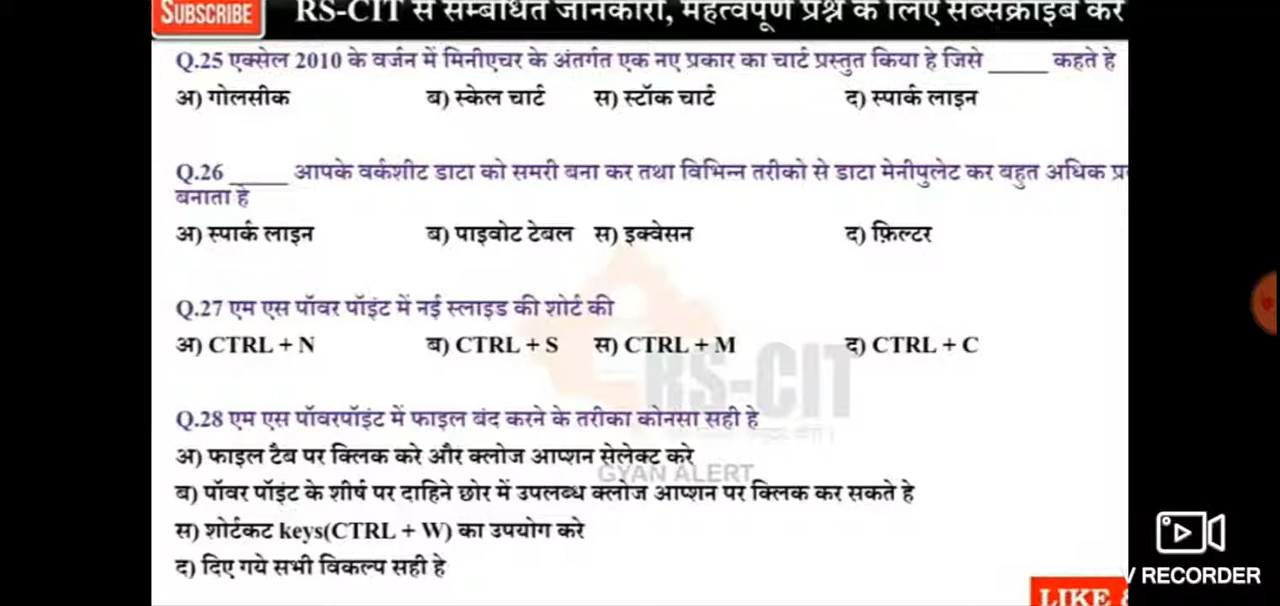 SUBSCRIBE RS-CIT से सम्बंधित जानकारी, महत्वपूर्ण प्रश्न के लिए सब्सक्राइब करे
Q.25 एक्सेल 2010 के वर्जन में मिनीएचर के अंतर्गत एक नए प्रकार का चार्ट प्रस्तुत किया हे जिसे _____ कहते हे
अ) गोलसीक ब) स्केल चार्ट स) स्टॉक चार्ट द) स्पार्क लाइन
Q.26 _____ आपके वर्कशीट डाटा को समरी बना कर तथा विभिन्न तरीको से डाटा मेनीपुलेट कर बहुत अधिक
बनाता हे
अ) स्पार्क लाइन ब) पाइवोट टेबल स) इक्वेसन द) फ़िल्टर
Q.27 एम एस पॉवर पॉइंट में नई स्लाइड की शोर्ट की
अ) CTRL + N ब) CTRL + S स) CTRL + M द) CTRL + C
RS-CIT
Q.28 एम एस पॉवरपॉइंट में फाइल बंद करने के तरीका कोनसा सही हे
अ) फाइल टैब पर क्लिक करे और क्लोज आप्शन सेलेक्ट करे
GYAN ALERT
ब) पॉवर पॉइंट के शीर्ष पर दाहिने छोर में उपलब्ध क्लोज आप्शन पर क्लिक कर सकते हे
स) शोर्टकट keys(CTRL + W) का उपयोग करे
द) दिए गये सभी विकल्प सही हे
V RECORDER
LIKE &